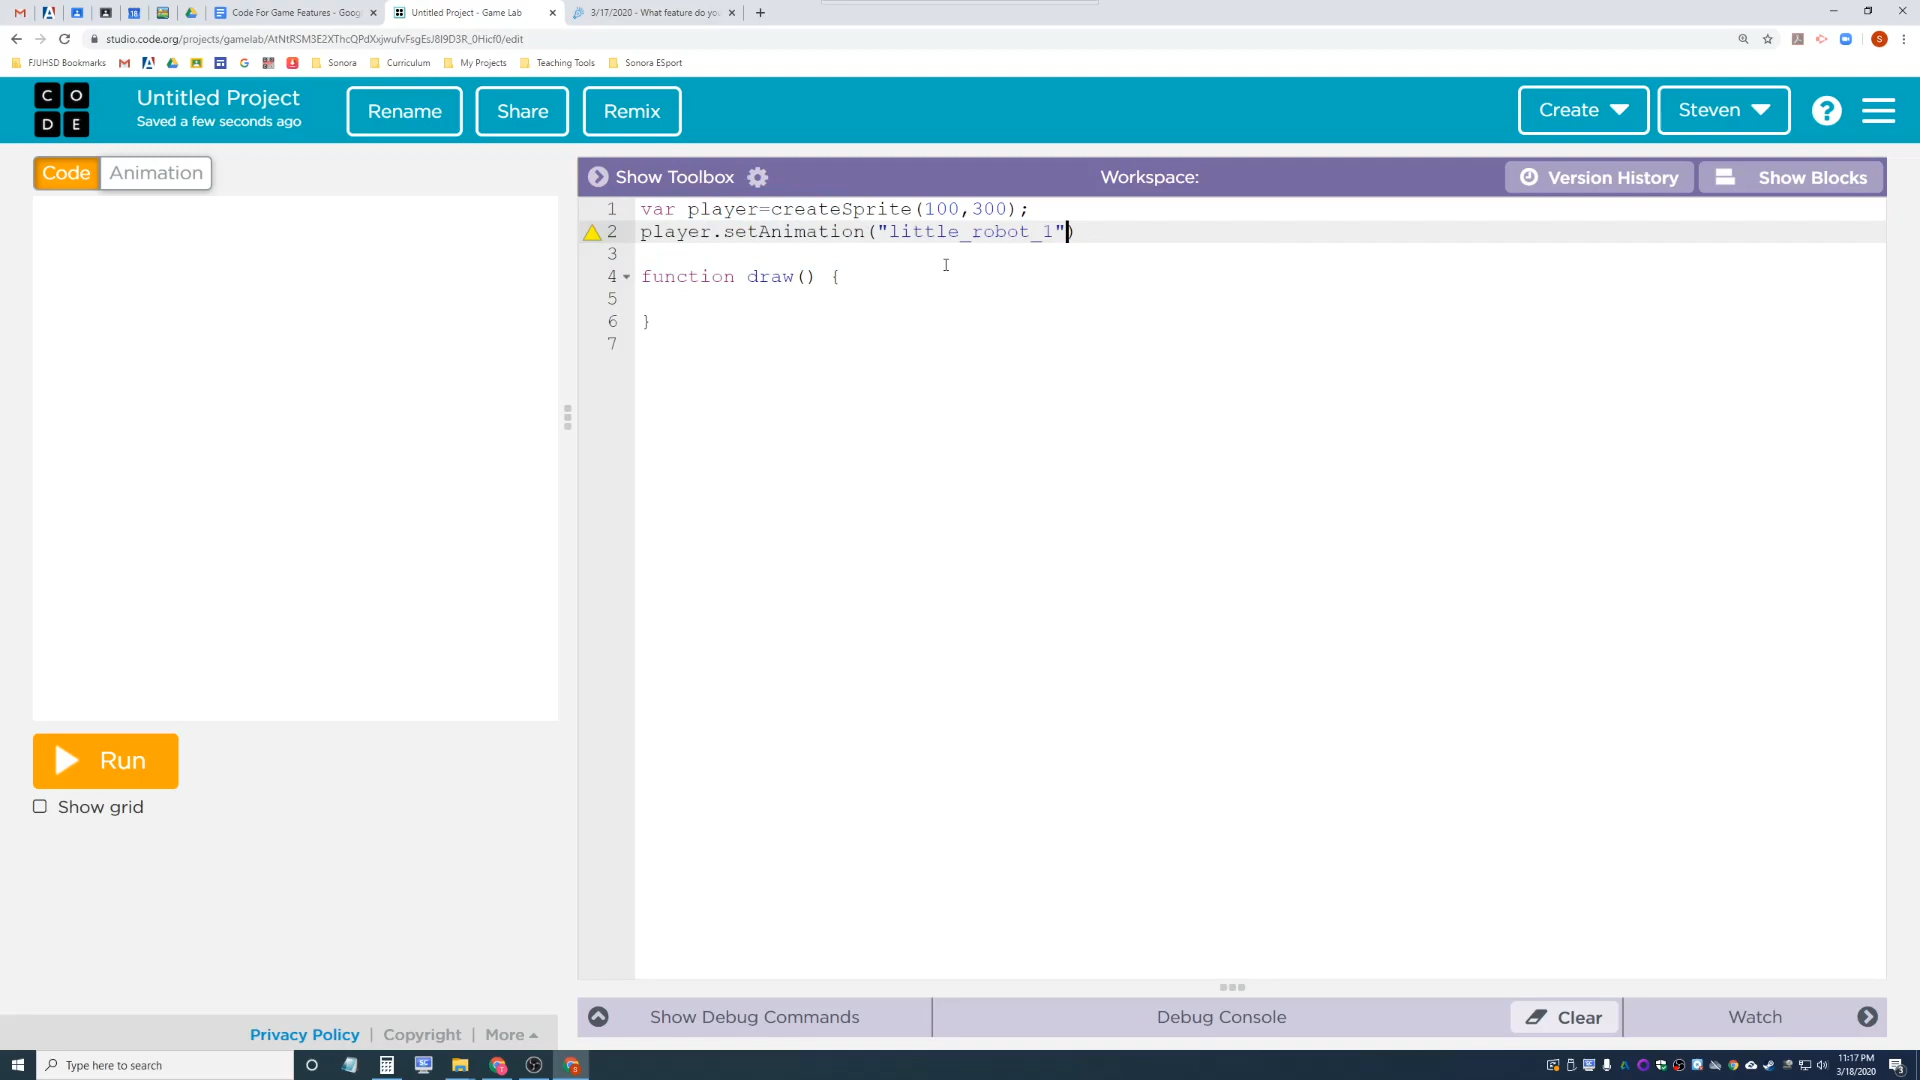 Code For Game Features - Goog
Untitled Project - Game Lab
3/17/2020 - What feature do you
studio.code.org/projects/gamelab/AtNtRSM3E2XThcQPdXxjwufvFsgEsJ8I9D3R_0Hicf0/edit
FJUHSD Bookmarks
Sonora
Curriculum
My Projects
Teaching Tools
Sonora ESport
C O
D E
Untitled Project
Saved a few seconds ago
Rename
Share
Remix
Create
Steven
?
Code
Animation
Show Toolbox
Workspace:
Version History
Show Blocks
1 var player=createSprite(100,300);
2 player.setAnimation("little_robot_1")
3
4 function draw() {
5
6 }
7
Run
Show grid
Privacy Policy | Copyright | More
Show Debug Commands
Debug Console
Clear
Watch
Type here to search
11:17 PM
3/18/2020